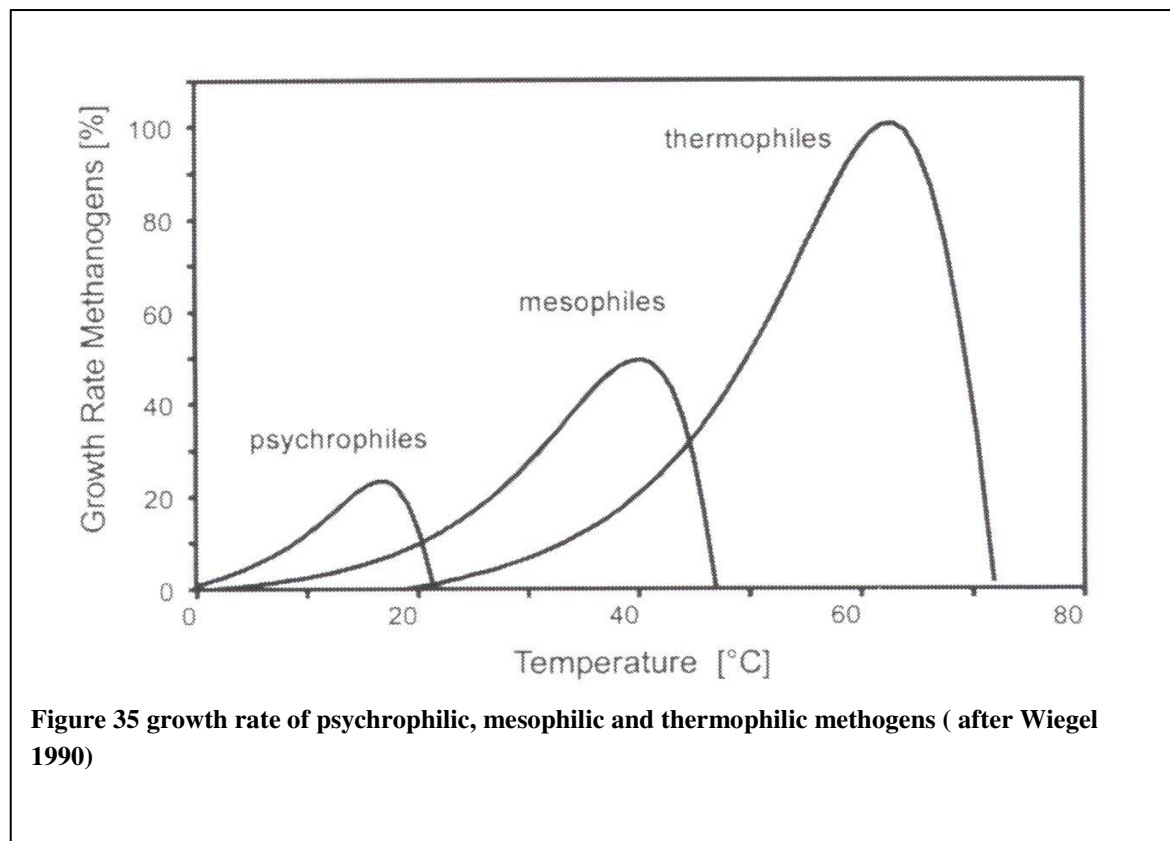 Growth Rate Methanogens [%]
100
80
60
40
20
0
thermophiles
mesophiles
psychrophiles
0
20
40
60
80
Temperature [°C]
Figure 35 growth rate of psychrophilic, mesophilic and thermophilic methogens ( after Wiegel
1990)